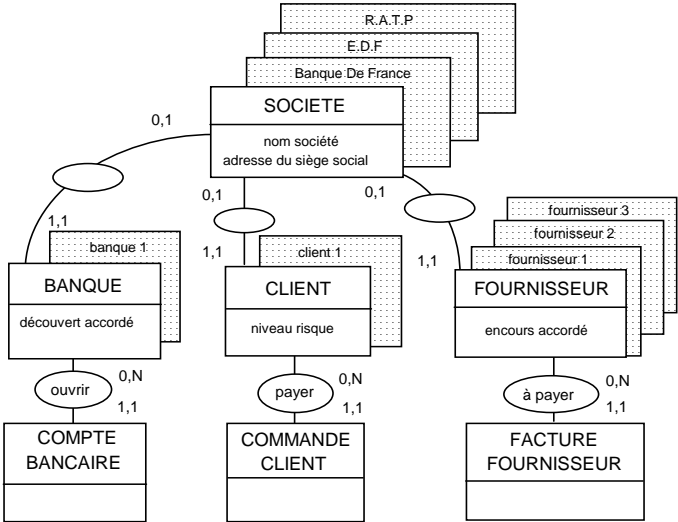 R.A.T.P
E.D.F
Banque De France
SOCIETE
nom société
adresse du siège social
0,1
0,1
0,1
1,1
1,1
1,1
banque 1
client 1
fournisseur 3
fournisseur 2
fournisseur 1
BANQUE
découvert accordé
CLIENT
niveau risque
FOURNISSEUR
encours accordé
ouvrir
0,N
1,1
payer
0,N
1,1
à payer
0,N
1,1
COMPTE
BANCAIRE
COMMANDE
CLIENT
FACTURE
FOURNISSEUR